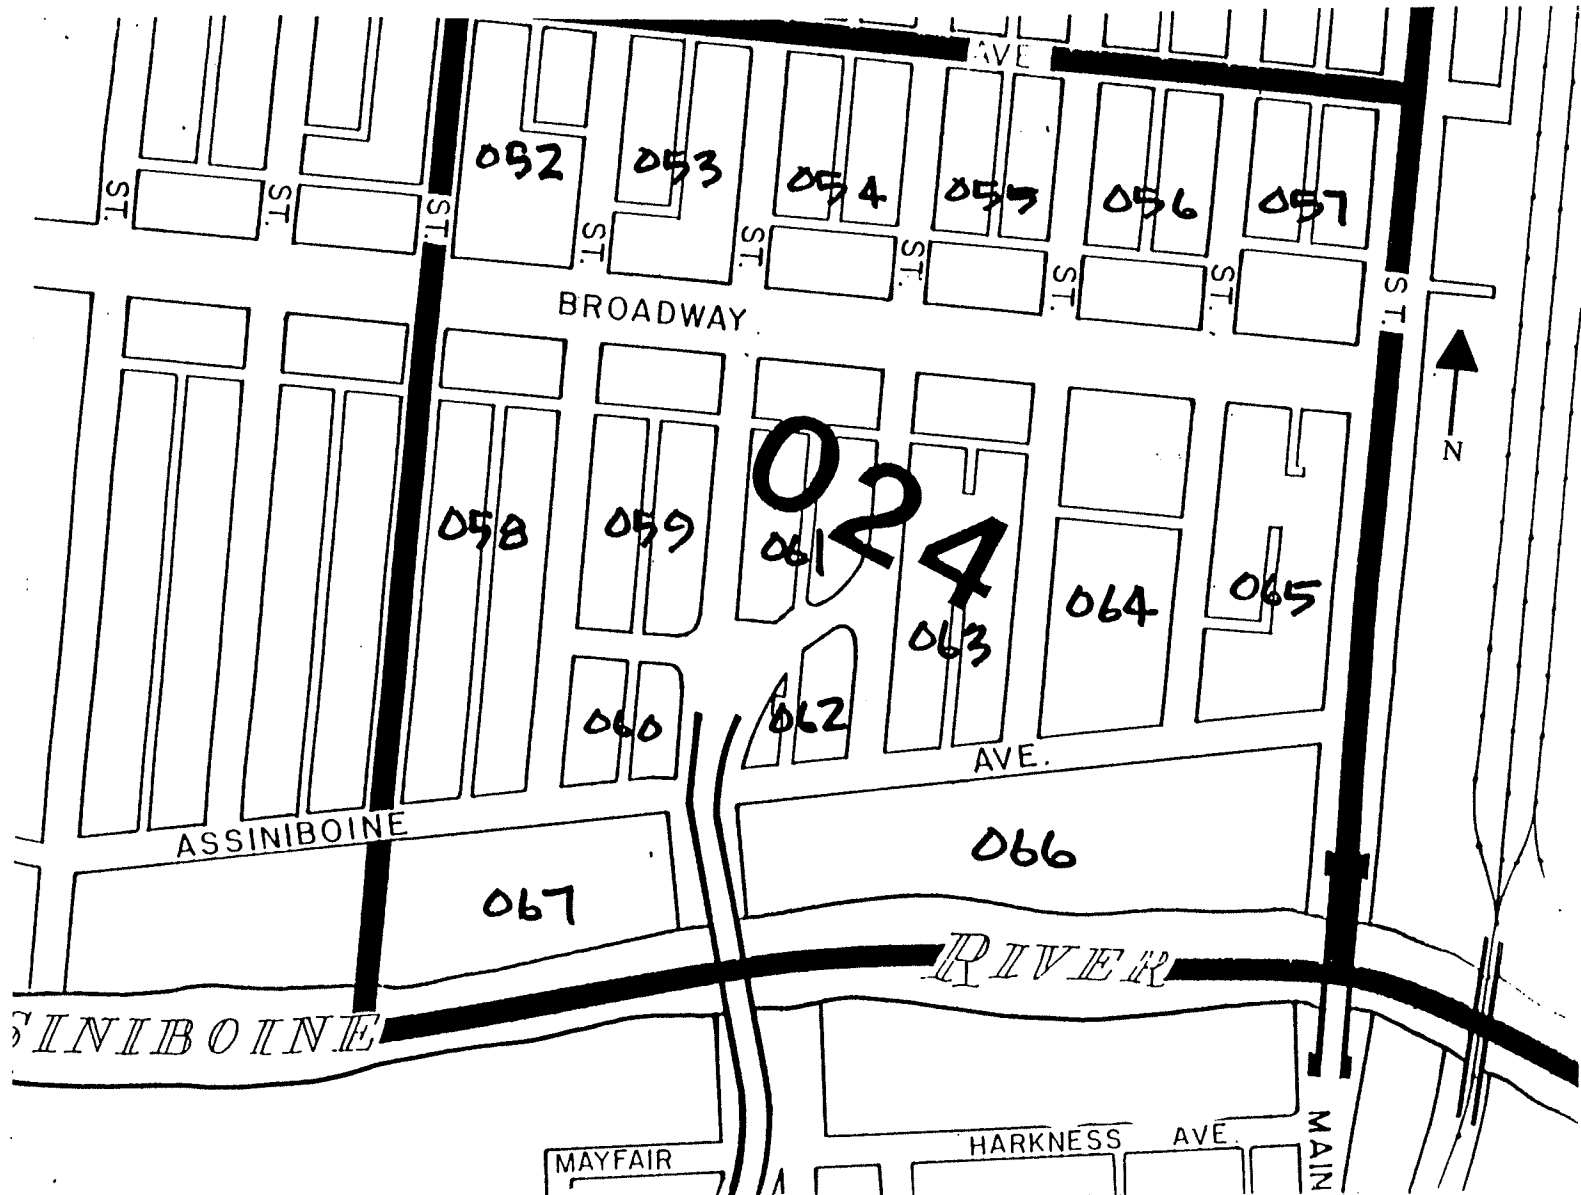 AVE
052
053
054
055
056
057
ST.
ST.
ST.
ST.
ST.
ST.
ST.
ST.
ST.
BROADWAY
N
024
058
059
061
063
064
065
060
062
AVE.
ASSINIBOINE
066
067
RIVER
SINIBOINE
MAIN
HARKNESS AVE.
MAYFAIR